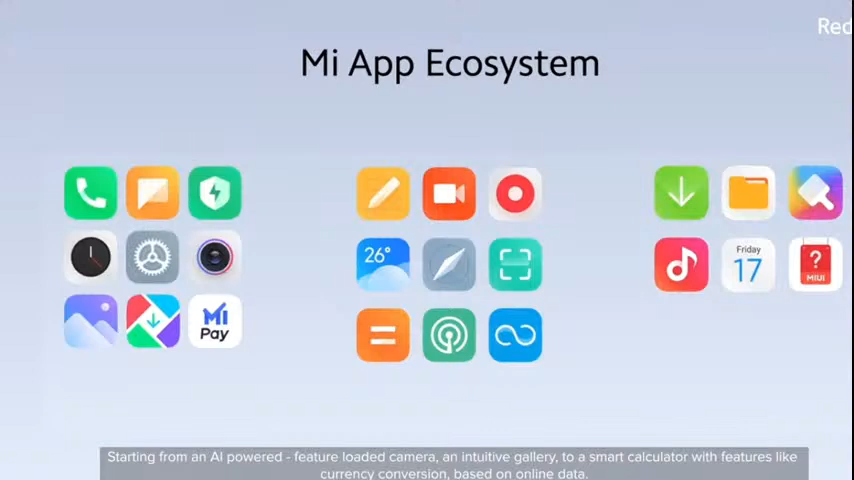 Red
Mi App Ecosystem
26°
Friday
17
?
MIUI
Mi
Pay
Starting from an AI powered - feature loaded camera, an intuitive gallery, to a smart calculator with features like
currency conversion, based on online data.